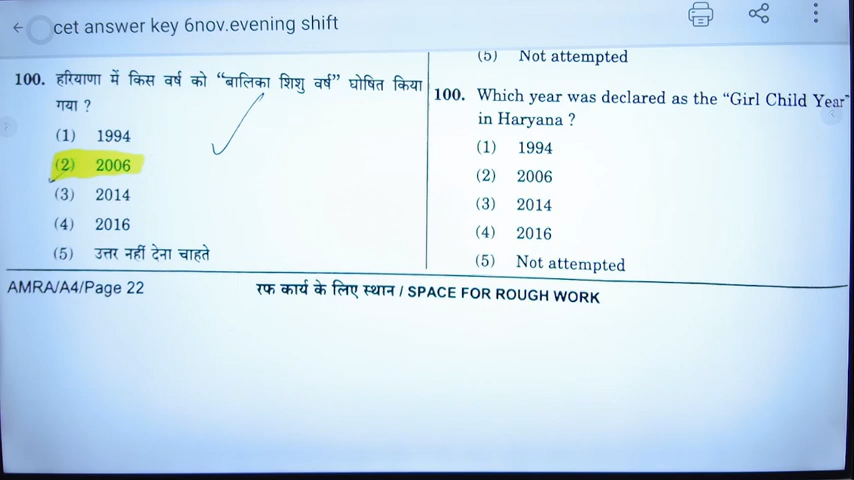 cet answer key 6nov.evening shift
100. हरियाणा में किस वर्ष को “बालिका शिशु वर्ष” घोषित किया
गया ?
(1) 1994
(2) 2006
(3) 2014
(4) 2016
(5) उत्तर नहीं देना चाहते
(5) Not attempted
100. Which year was declared as the “Girl Child Year”
in Haryana ?
(1) 1994
(2) 2006
(3) 2014
(4) 2016
(5) Not attempted
AMRA/A4/Page 22
रफ कार्य के लिए स्थान / SPACE FOR ROUGH WORK